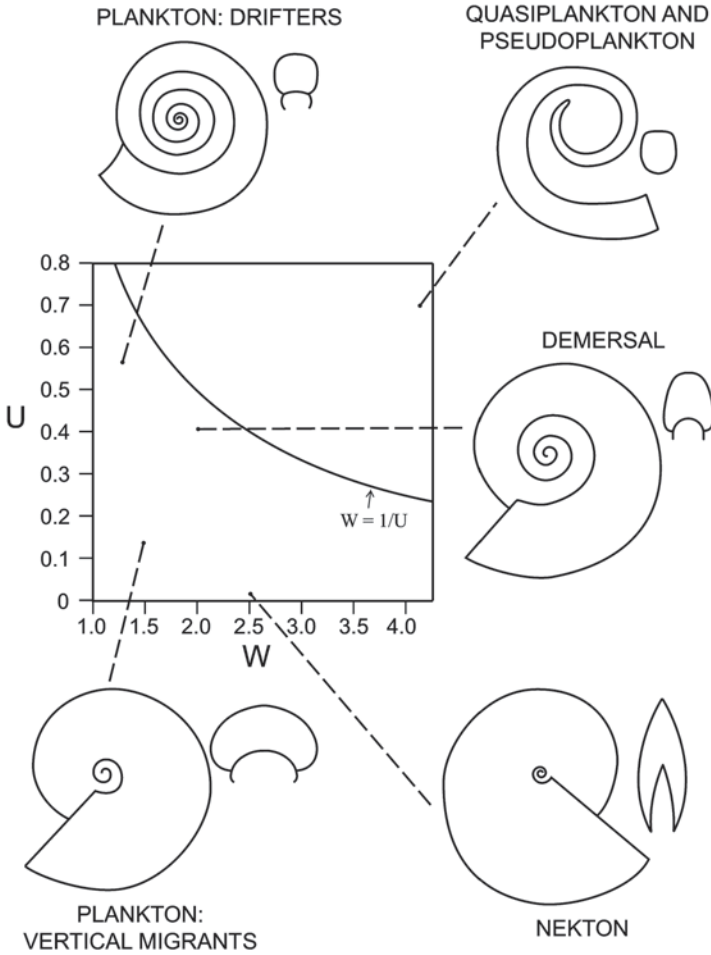 PLANKTON: DRIFTERS
QUASIPLANKTON AND
PSEUDOPLANKTON
0.8
0.7
0.6
0.5
0.4
0.3
0.2
0.1
0
U
W = 1/U
1.0 1.5 2.0 2.5 3.0 3.5 4.0
W
DEMERSAL
PLANKTON:
VERTICAL MIGRANTS
NEKTON